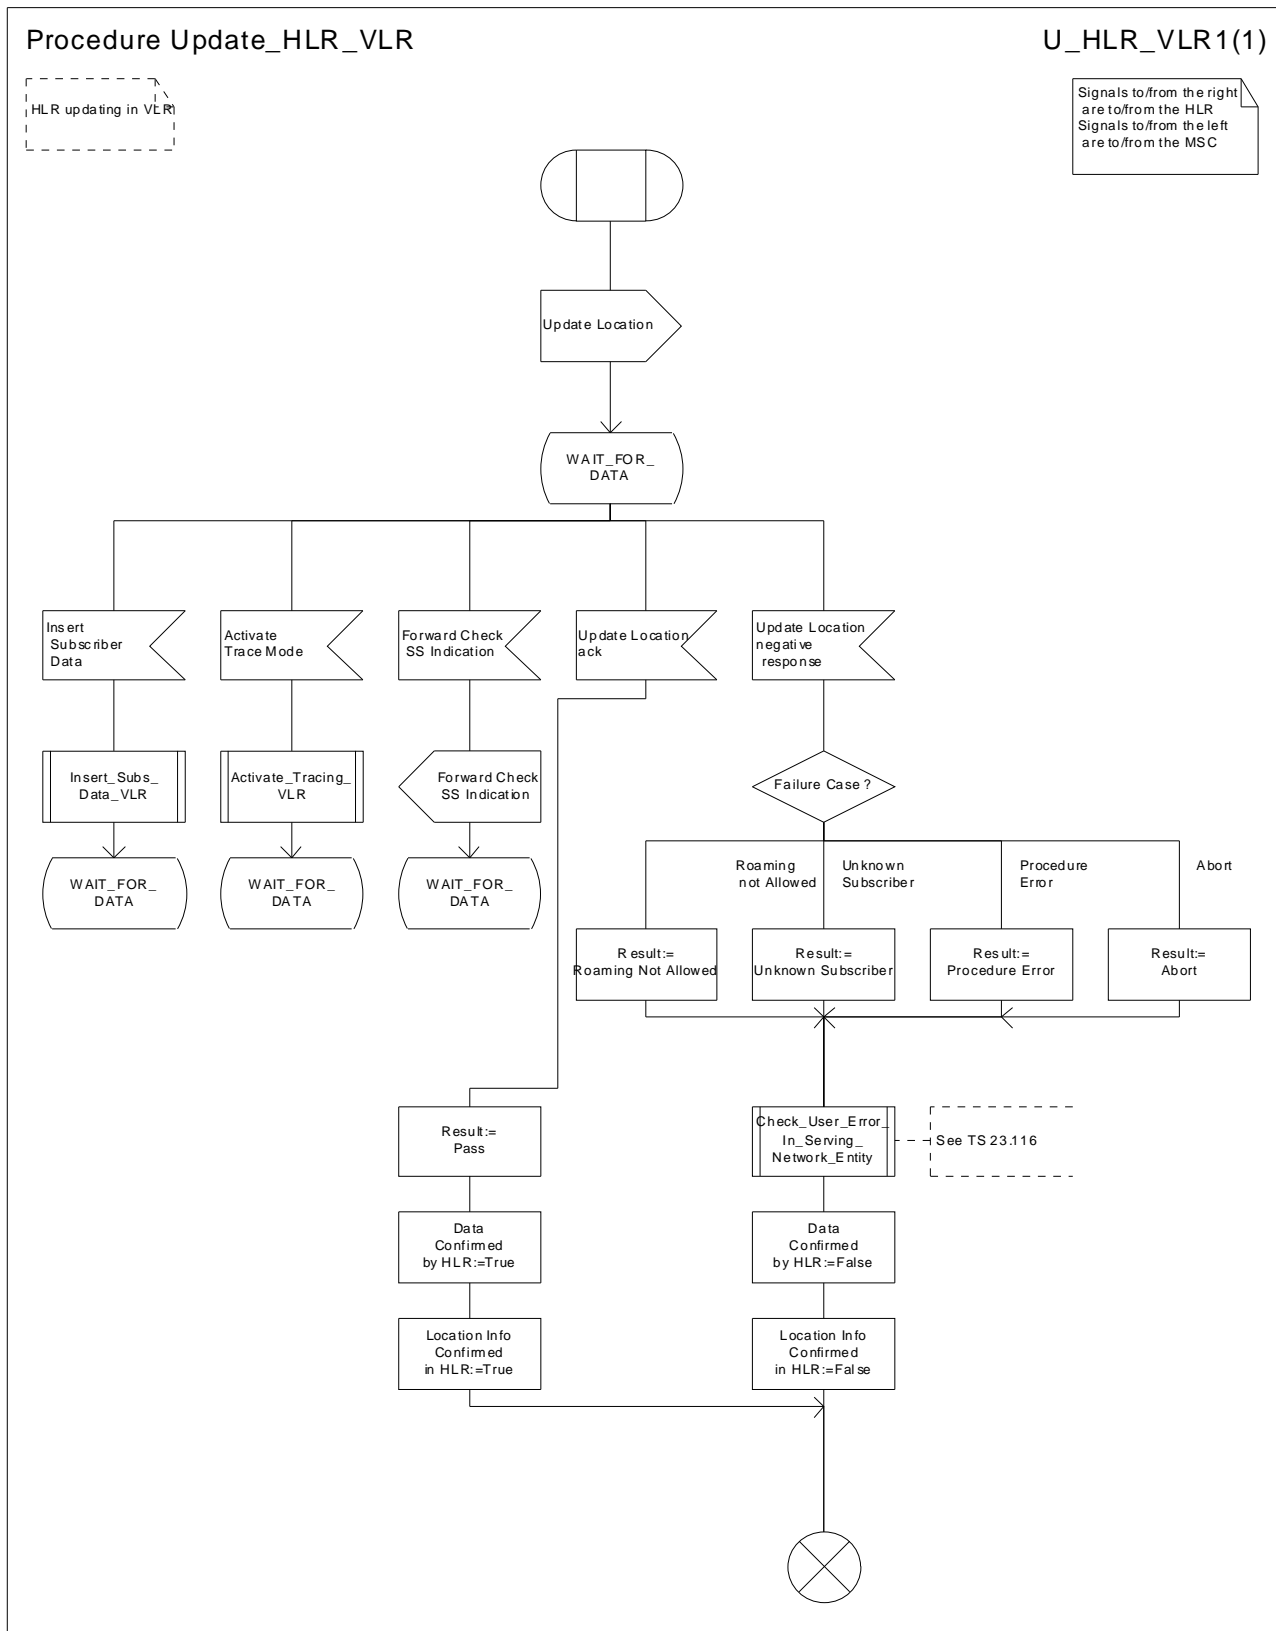 Procedure Update_HLR_VLR
U_HLR_VLR1(1)
HLR updating in VLR
Signals to/from the right
are to/from the HLR
Signals to/from the left
are to/from the MSC
Update Location
WAIT_FOR_
DATA
Insert
Subscriber
Data
Activate
Trace Mode
Forward Check
SS Indication
Update Location
ack
Update Location
negative
response
Insert_Subs_
Data_VLR
Activate_Tracing_
VLR
Forward Check
SS Indication
Failure Case ?
WAIT_FOR_
DATA
WAIT_FOR_
DATA
WAIT_FOR_
DATA
Roaming
not Allowed
Unknown
Subscriber
Procedure
Error
Abort
Result:=
Roaming Not Allowed
Result:=
Unknown Subscriber
Result:=
Procedure Error
Result:=
Abort
Result:=
Pass
Check_User_Error_
In_Serving_
Network_Entity
See TS 23.116
Data
Confirmed
by HLR:=True
Data
Confirmed
by HLR:=False
Location Info
Confirmed
in HLR:=True
Location Info
Confirmed
in HLR:=False